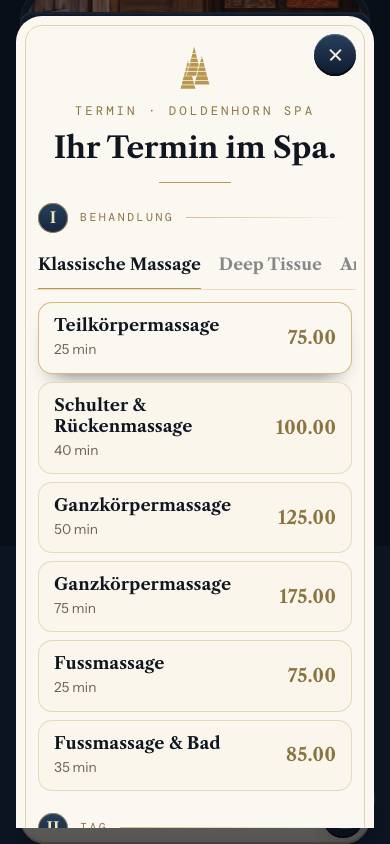 TERMIN · DOLDENHORN SPA
Ihr Termin im Spa.
I BEHANDLUNG
Klassische Massage Deep Tissue
Teilkörpermassage
25 min
75.00
Schulter &
Rückenmassage
40 min
100.00
Ganzkörpermassage
50 min
125.00
Ganzkörpermassage
75 min
175.00
Fussmassage
25 min
75.00
Fussmassage & Bad
35 min
85.00
II TAG